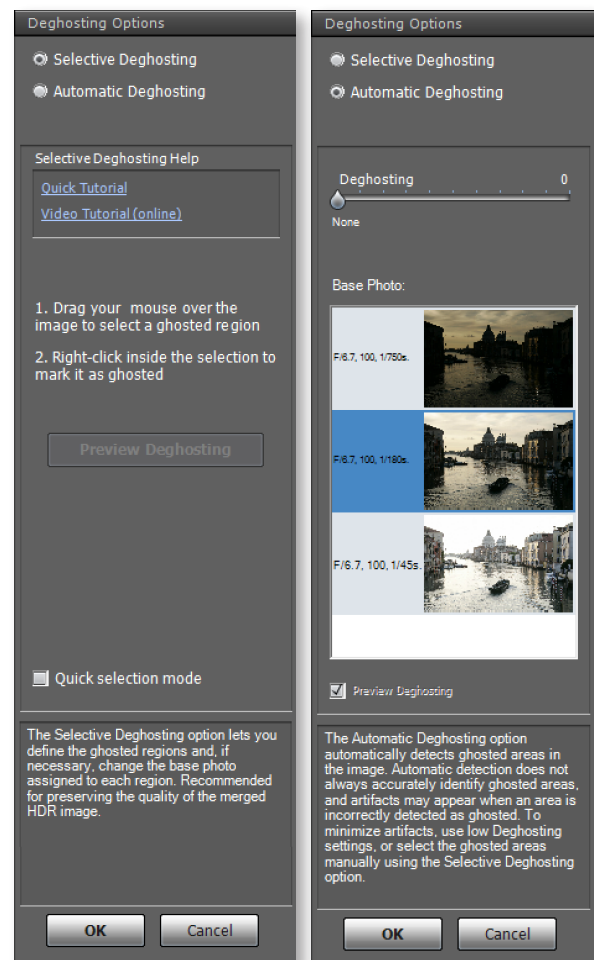 Deghosting Options
Selective Deghosting
Automatic Deghosting
Selective Deghosting Help
Quick Tutorial
Video Tutorial (online)
1. Drag your mouse over the
image to select a ghosted region
2. Right-click inside the selection to
mark it as ghosted
Preview Deghosting
Quick selection mode
The Selective Deghosting option lets you
define the ghosted regions and, if
necessary, change the base photo
assigned to each region. Recommended
for preserving the quality of the merged
HDR image.
OK
Cancel
Deghosting Options
Selective Deghosting
Automatic Deghosting
Deghosting 0
None
Base Photo:
F/6.7, 100, 1/750s.
F/6.7, 100, 1/180s.
F/6.7, 100, 1/45s.
Preview Deghosting
The Automatic Deghosting option
automatically detects ghosted areas in
the image. Automatic detection does not
always accurately identify ghosted areas,
and artifacts may appear when an area is
incorrectly detected as ghosted. To
minimize artifacts, use low Deghosting
settings, or select the ghosted areas
manually using the Selective Deghosting
option.
OK
Cancel